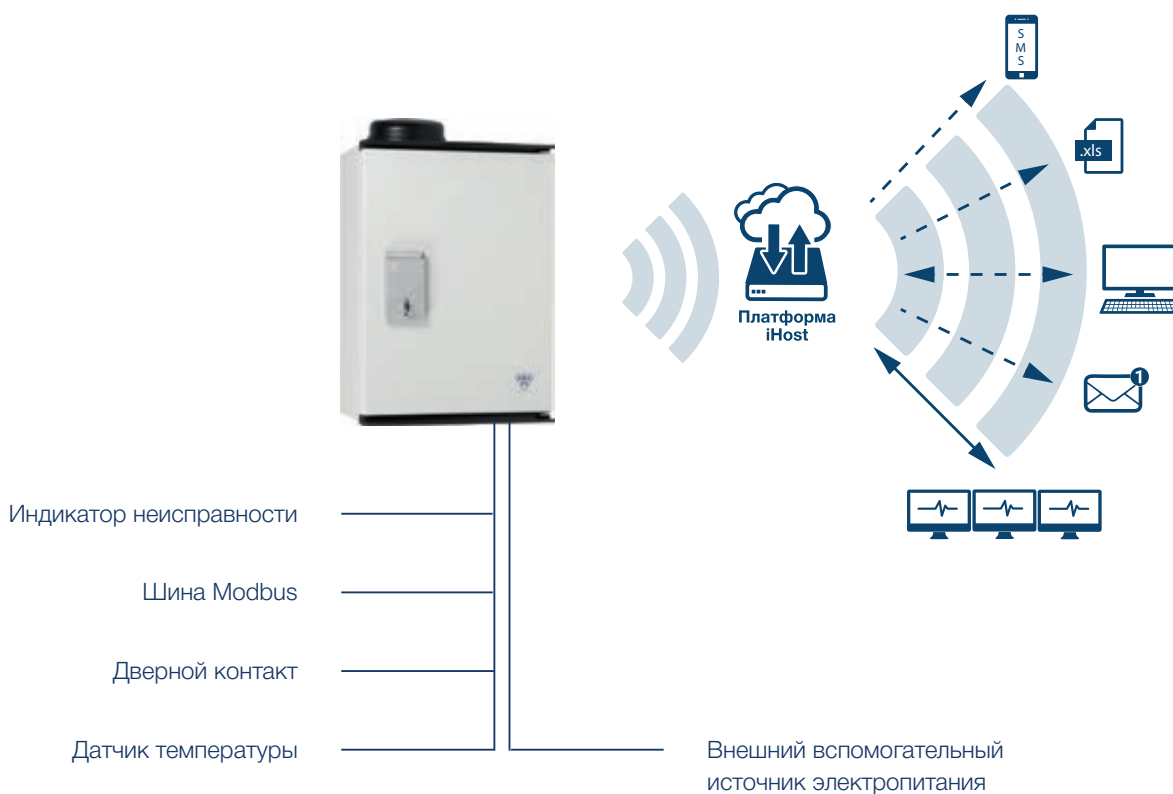 S
M
S
.xls
Платформа
iHost
1
Индикатор неисправности
Шина Modbus
Дверной контакт
Датчик температуры
Внешний вспомогательный
источник электропитания